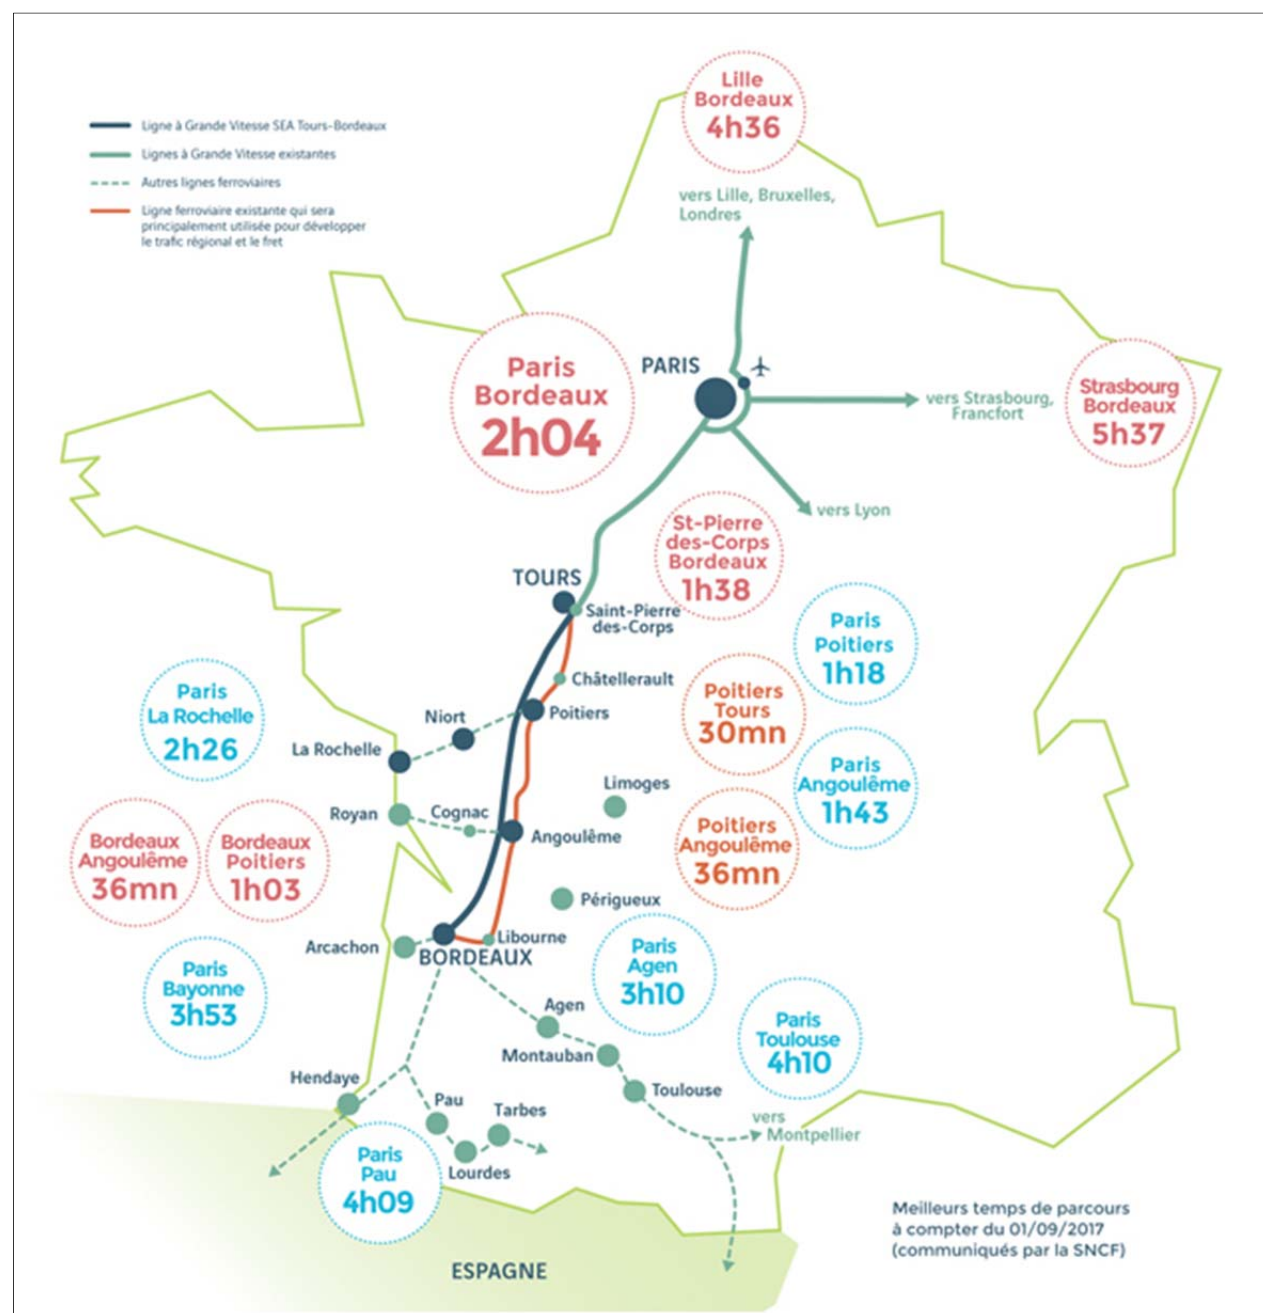 Lille
Bordeaux
4h36
Ligne à Grande Vitesse SEA Tours-Bordeaux
Lignes à Grande Vitesse existantes
Autres lignes ferroviaires
Ligne ferroviaire existante qui sera
principalement utilisée pour développer
le trafic régional et le fret
vers Lille, Bruxelles,
Londres
Paris
Bordeaux
2h04
PARIS
vers Strasbourg,
Francfort
Strasbourg
Bordeaux
5h37
vers Lyon
St-Pierre
des-Corps
Bordeaux
1h38
TOURS
Saint-Pierre
des-Corps
Paris
Poitiers
1h18
Châtellerault
Paris
La Rochelle
2h26
Niort
Poitiers
La Rochelle
Poitiers
Tours
30mn
Paris
Angoulême
1h43
Limoges
Royan
Cognac
Angoulême
Poitiers
Angoulême
36mn
Bordeaux
Angoulême
36mn
Bordeaux
Poitiers
1h03
Périgueux
Arcachon
Libourne
BORDEAUX
Paris
Agen
3h10
Paris
Bayonne
3h53
Agen
Montauban
Paris
Toulouse
4h10
Hendaye
Toulouse
Pau
Tarbes
vers
Montpellier
Lourdes
Paris
Pau
4h09
Meilleurs temps de parcours
à compter du 01/09/2017
(communiqués par la SNCF)
ESPAGNE